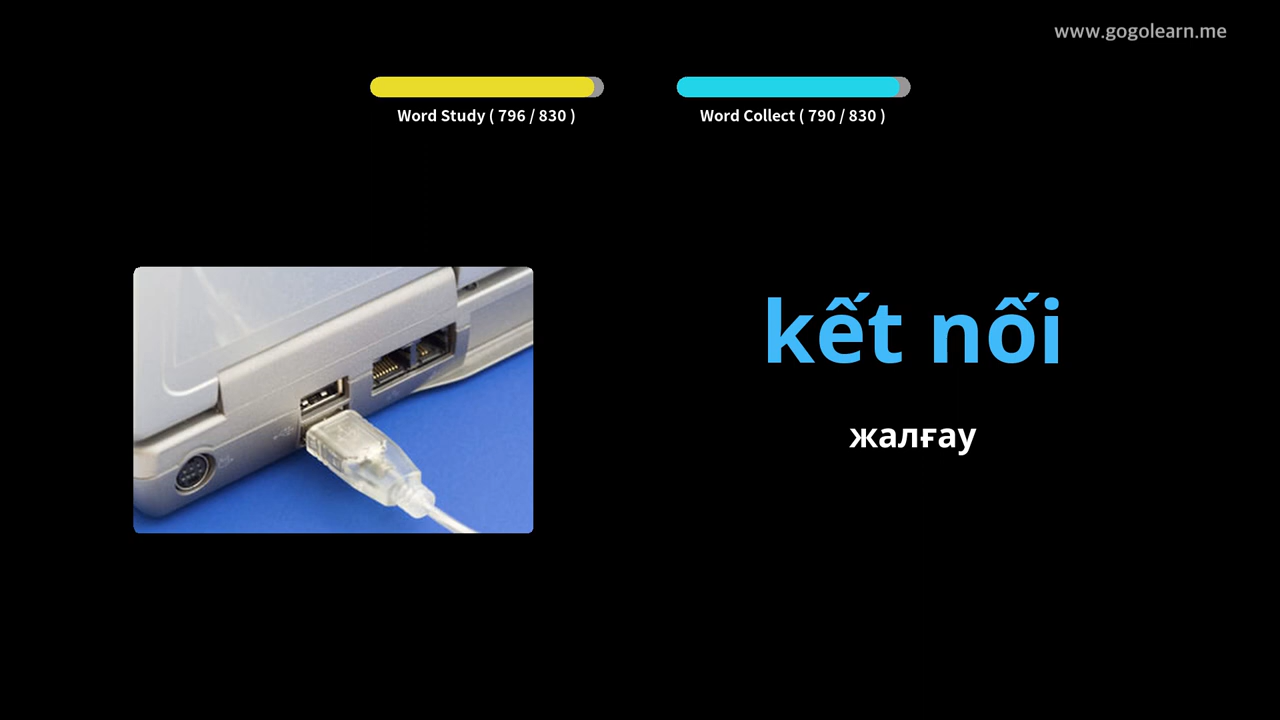 www.gogolearn.me
Word Study ( 796 / 830 )
Word Collect ( 790 / 830 )
kết nối
жалғау